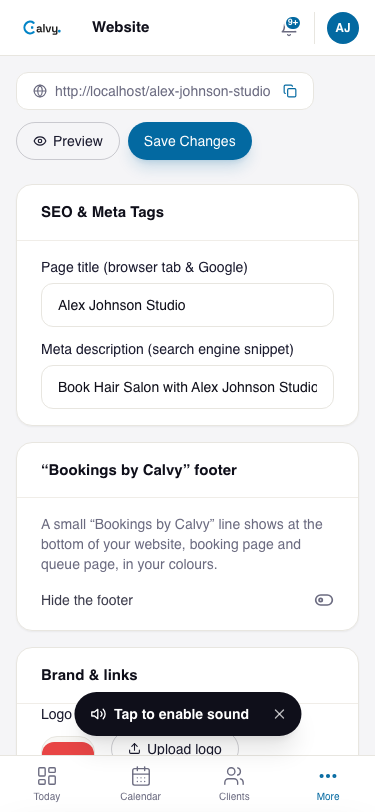 Calvy.
Website
9+
AJ
http://localhost/alex-johnson-studio
Preview
Save Changes
SEO & Meta Tags
Page title (browser tab & Google)
Alex Johnson Studio
Meta description (search engine snippet)
Book Hair Salon with Alex Johnson Studio
“Bookings by Calvy” footer
A small “Bookings by Calvy” line shows at the
bottom of your website, booking page and
queue page, in your colours.
Hide the footer
Brand & links
Logo
Tap to enable sound
Upload logo
Today
Calendar
Clients
More